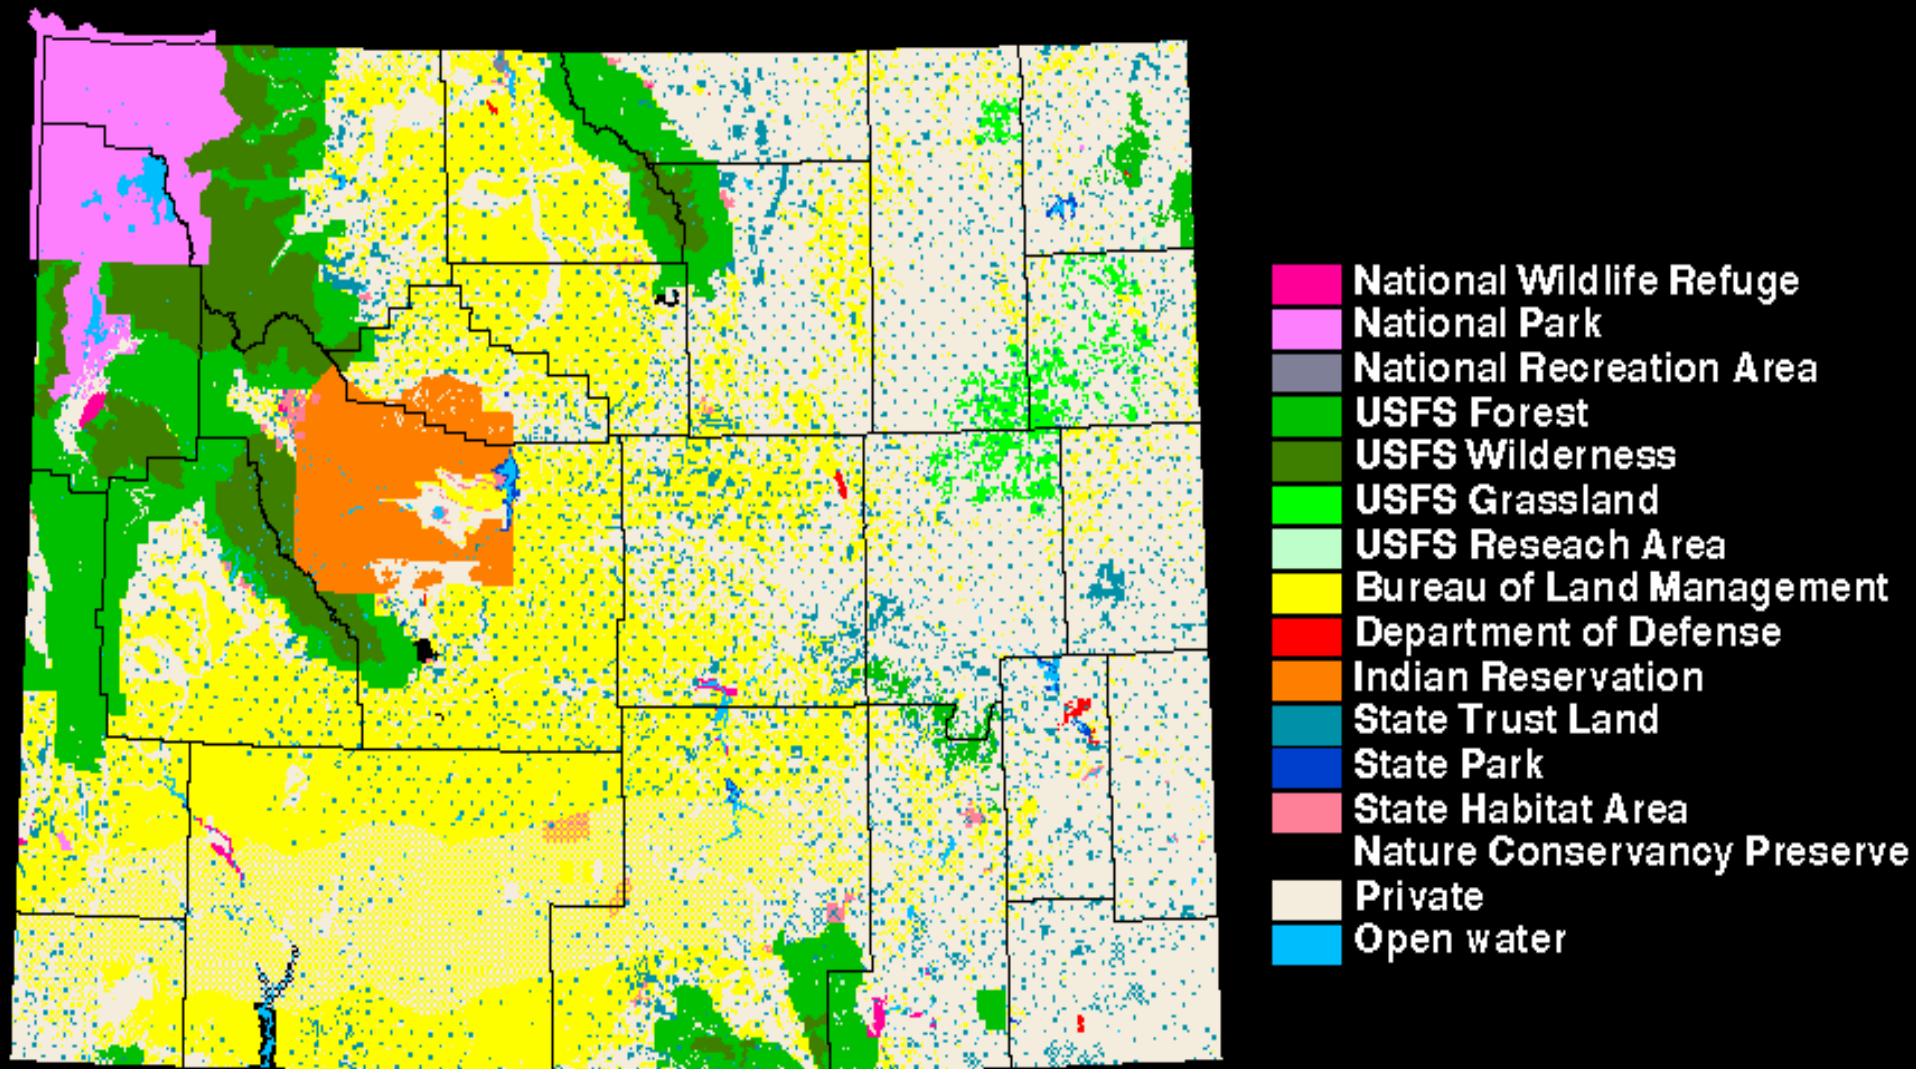 National Wildlife Refuge
National Park
National Recreation Area
USFS Forest
USFS Wilderness
USFS Grassland
USFS Reseach Area
Bureau of Land Management
Department of Defense
Indian Reservation
State Trust Land
State Park
State Habitat Area
Nature Conservancy Preserve
Private
Open water